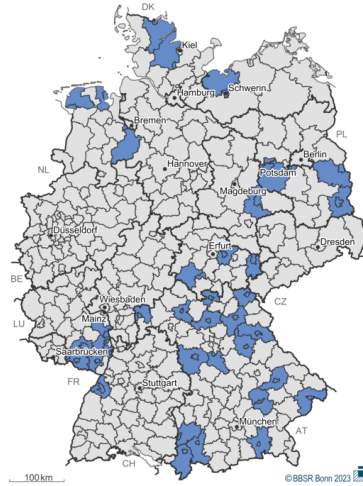 DK
Kiel
Hamburg
Schwerin
Bremen
PL
Berlin
NL
Hannover
Potsdam
Magdeburg
Düsseldorf
Dresden
Erfurt
BE
Wiesbaden
CZ
Mainz
LU
Saarbrücken
FR
Stuttgart
München
AT
CH
100 km
©BBSR Bonn 2023